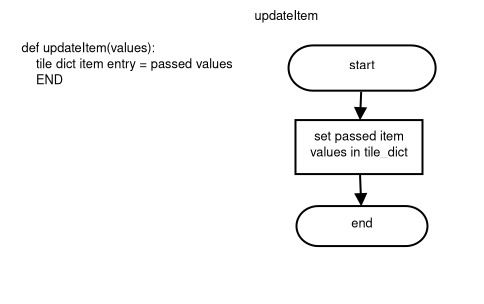 updateItem
def updateItem(values):
tile dict item entry = passed values
END
start
set passed item
values in tile_dict
end